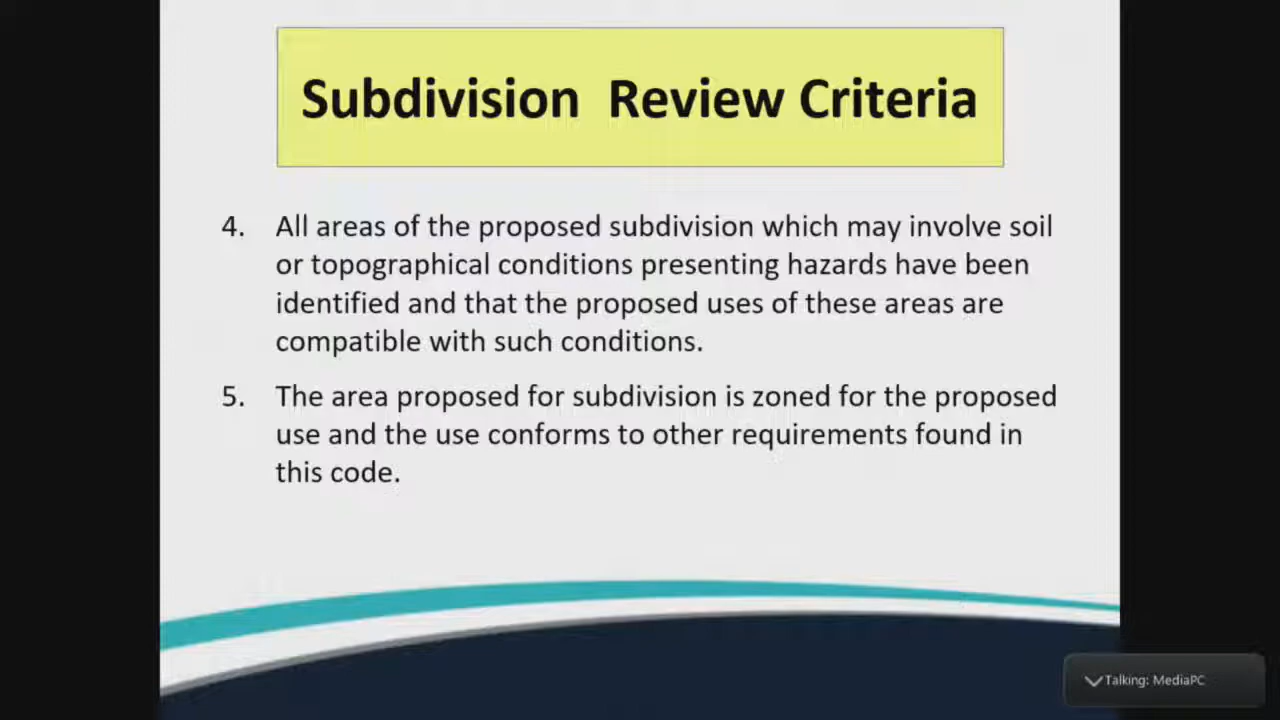 Subdivision Review Criteria
4. All areas of the proposed subdivision which may involve soil
or topographical conditions presenting hazards have been
identified and that the proposed uses of these areas are
compatible with such conditions.
5. The area proposed for subdivision is zoned for the proposed
use and the use conforms to other requirements found in
this code.
Talking: MediaPC